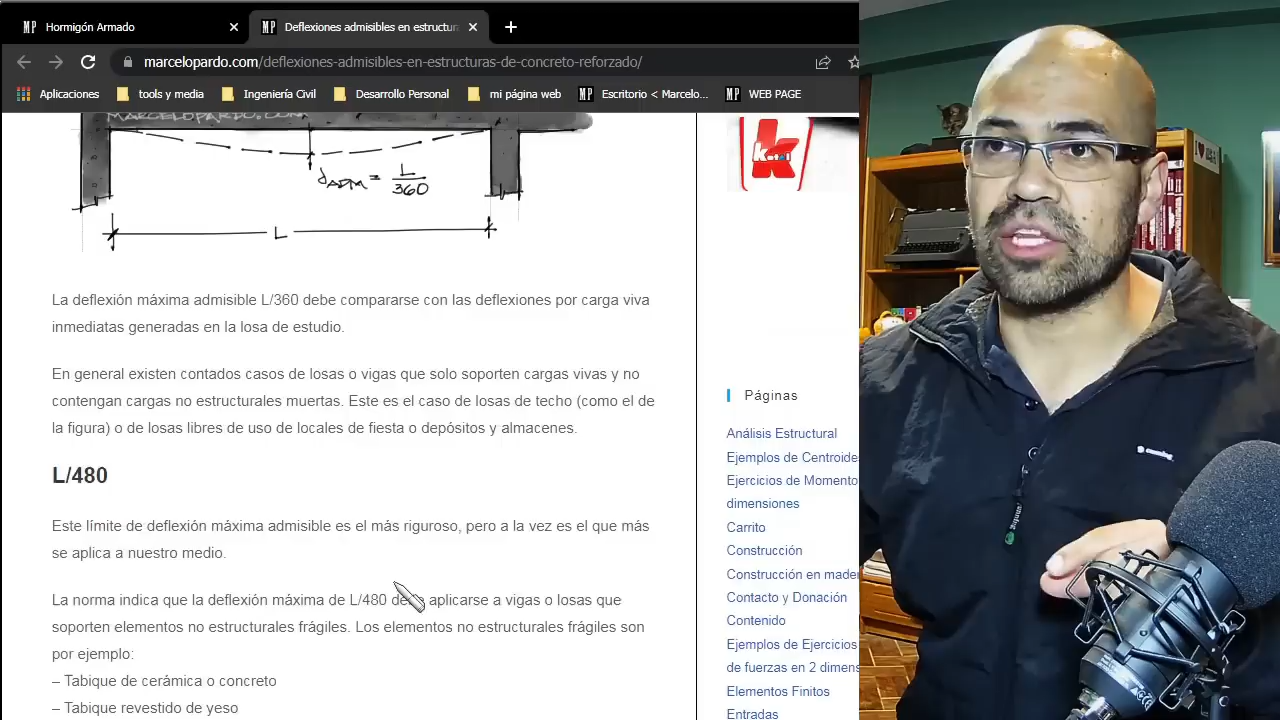 MP Hormigón Armado
MP Deflexiones admisibles en estructu
marcelopardo.com/deflexiones-admisibles-en-estructuras-de-concreto-reforzado/
Aplicaciones tools y media Ingeniería Civil Desarrollo Personal mi página web MP Escritorio < Marcelo... MP WEB PAGE
MARCELOPARDO.COM
δADM = L/360
L
La deflexión máxima admisible L/360 debe compararse con las deflexiones por carga viva
inmediatas generadas en la losa de estudio.
En general existen contados casos de losas o vigas que solo soporten cargas vivas y no
contengan cargas no estructurales muertas. Este es el caso de losas de techo (como el de
la figura) o de losas libres de uso de locales de fiesta o depósitos y almacenes.
L/480
Este límite de deflexión máxima admisible es el más riguroso, pero a la vez es el que más
se aplica a nuestro medio.
La norma indica que la deflexión máxima de L/480 debe aplicarse a vigas o losas que
soporten elementos no estructurales frágiles. Los elementos no estructurales frágiles son
por ejemplo:
– Tabique de cerámica o concreto
– Tabique revestido de yeso
Páginas
Análisis Estructural
Ejemplos de Centroide
Ejercicios de Momento
dimensiones
Carrito
Construcción
Construcción en made
Contacto y Donación
Contenido
Ejemplos de Ejercicios
de fuerzas en 2 dimens
Elementos Finitos
Entradas